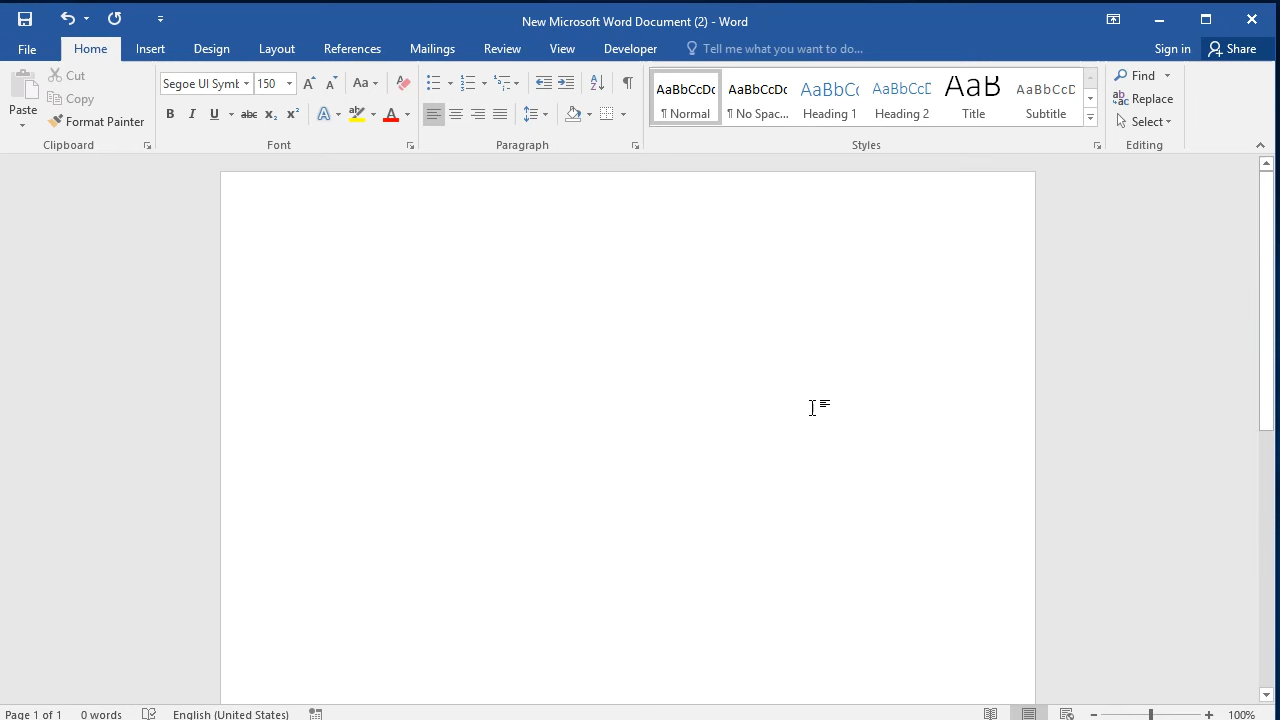 New Microsoft Word Document (2) - Word
File Home Insert Design Layout References Mailings Review View Developer Tell me what you want to do... Sign in Share
Paste
Cut
Copy
Format Painter
Clipboard
Segoe UI Symb 150
Aa
B I U abc x₂ x² A A
Font
Paragraph
AaBbCcDc AaBbCcDc AaBbCc AaBbCcD AaB AaBbCcD
¶ Normal ¶ No Spac... Heading 1 Heading 2 Title Subtitle
Styles
Find
Replace
Select
Editing
Page 1 of 1 0 words English (United States) 100%